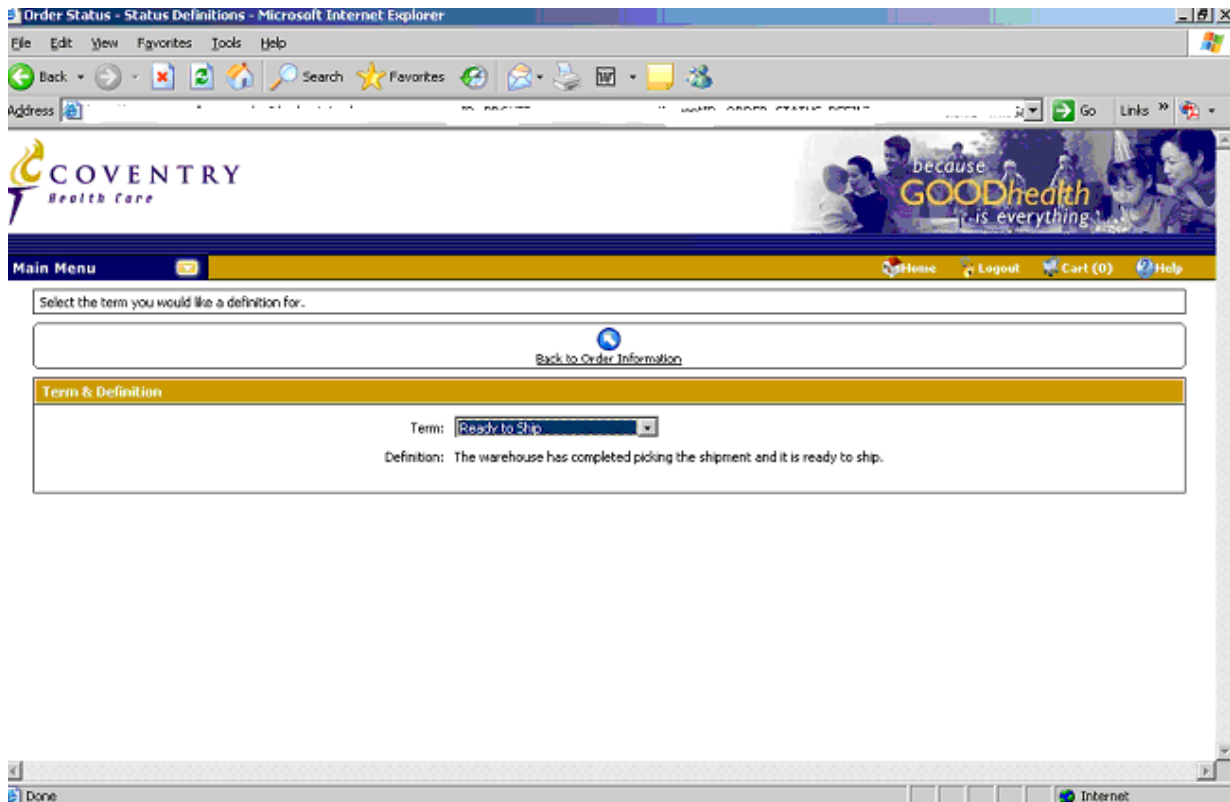 Order Status - Status Definitions - Microsoft Internet Explorer
File Edit View Favorites Tools Help
Back Search Favorites
Address Go Links »
COVENTRY
Health Care
because
GOODhealth
is everything
Main Menu Home Logout Cart (0) Help
Select the term you would like a definition for.
Back to Order Information
Term & Definition
Term: Ready to Ship
Definition: The warehouse has completed picking the shipment and it is ready to ship.
Done Internet